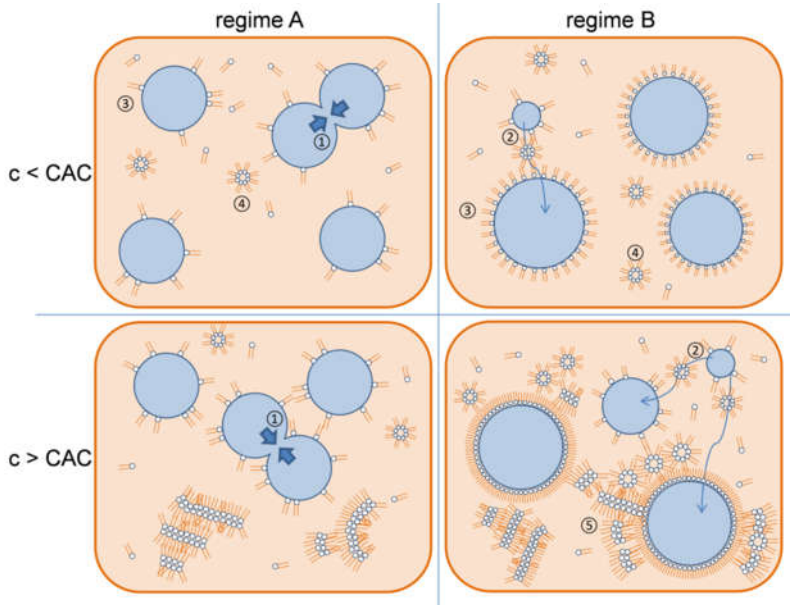 regime A
regime B
c < CAC
③
①
④
②
③
④
c > CAC
①
②
⑤